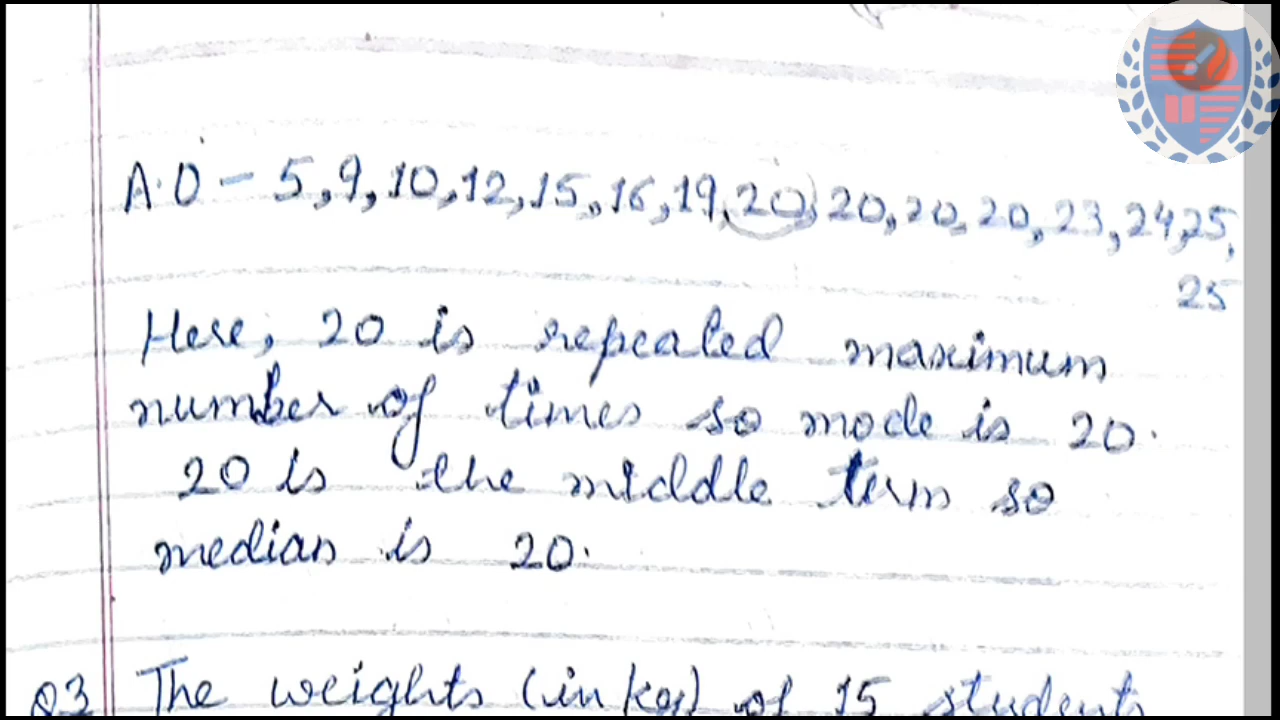 A.O - 5,9,10,12,15,16,19,20,20,20,20,23,24,25,
25
Here, 20 is repeated maximum
number of times so mode is 20.
20 is the middle term so
median is 20.
Q3 The weights (in kg) of 15 students